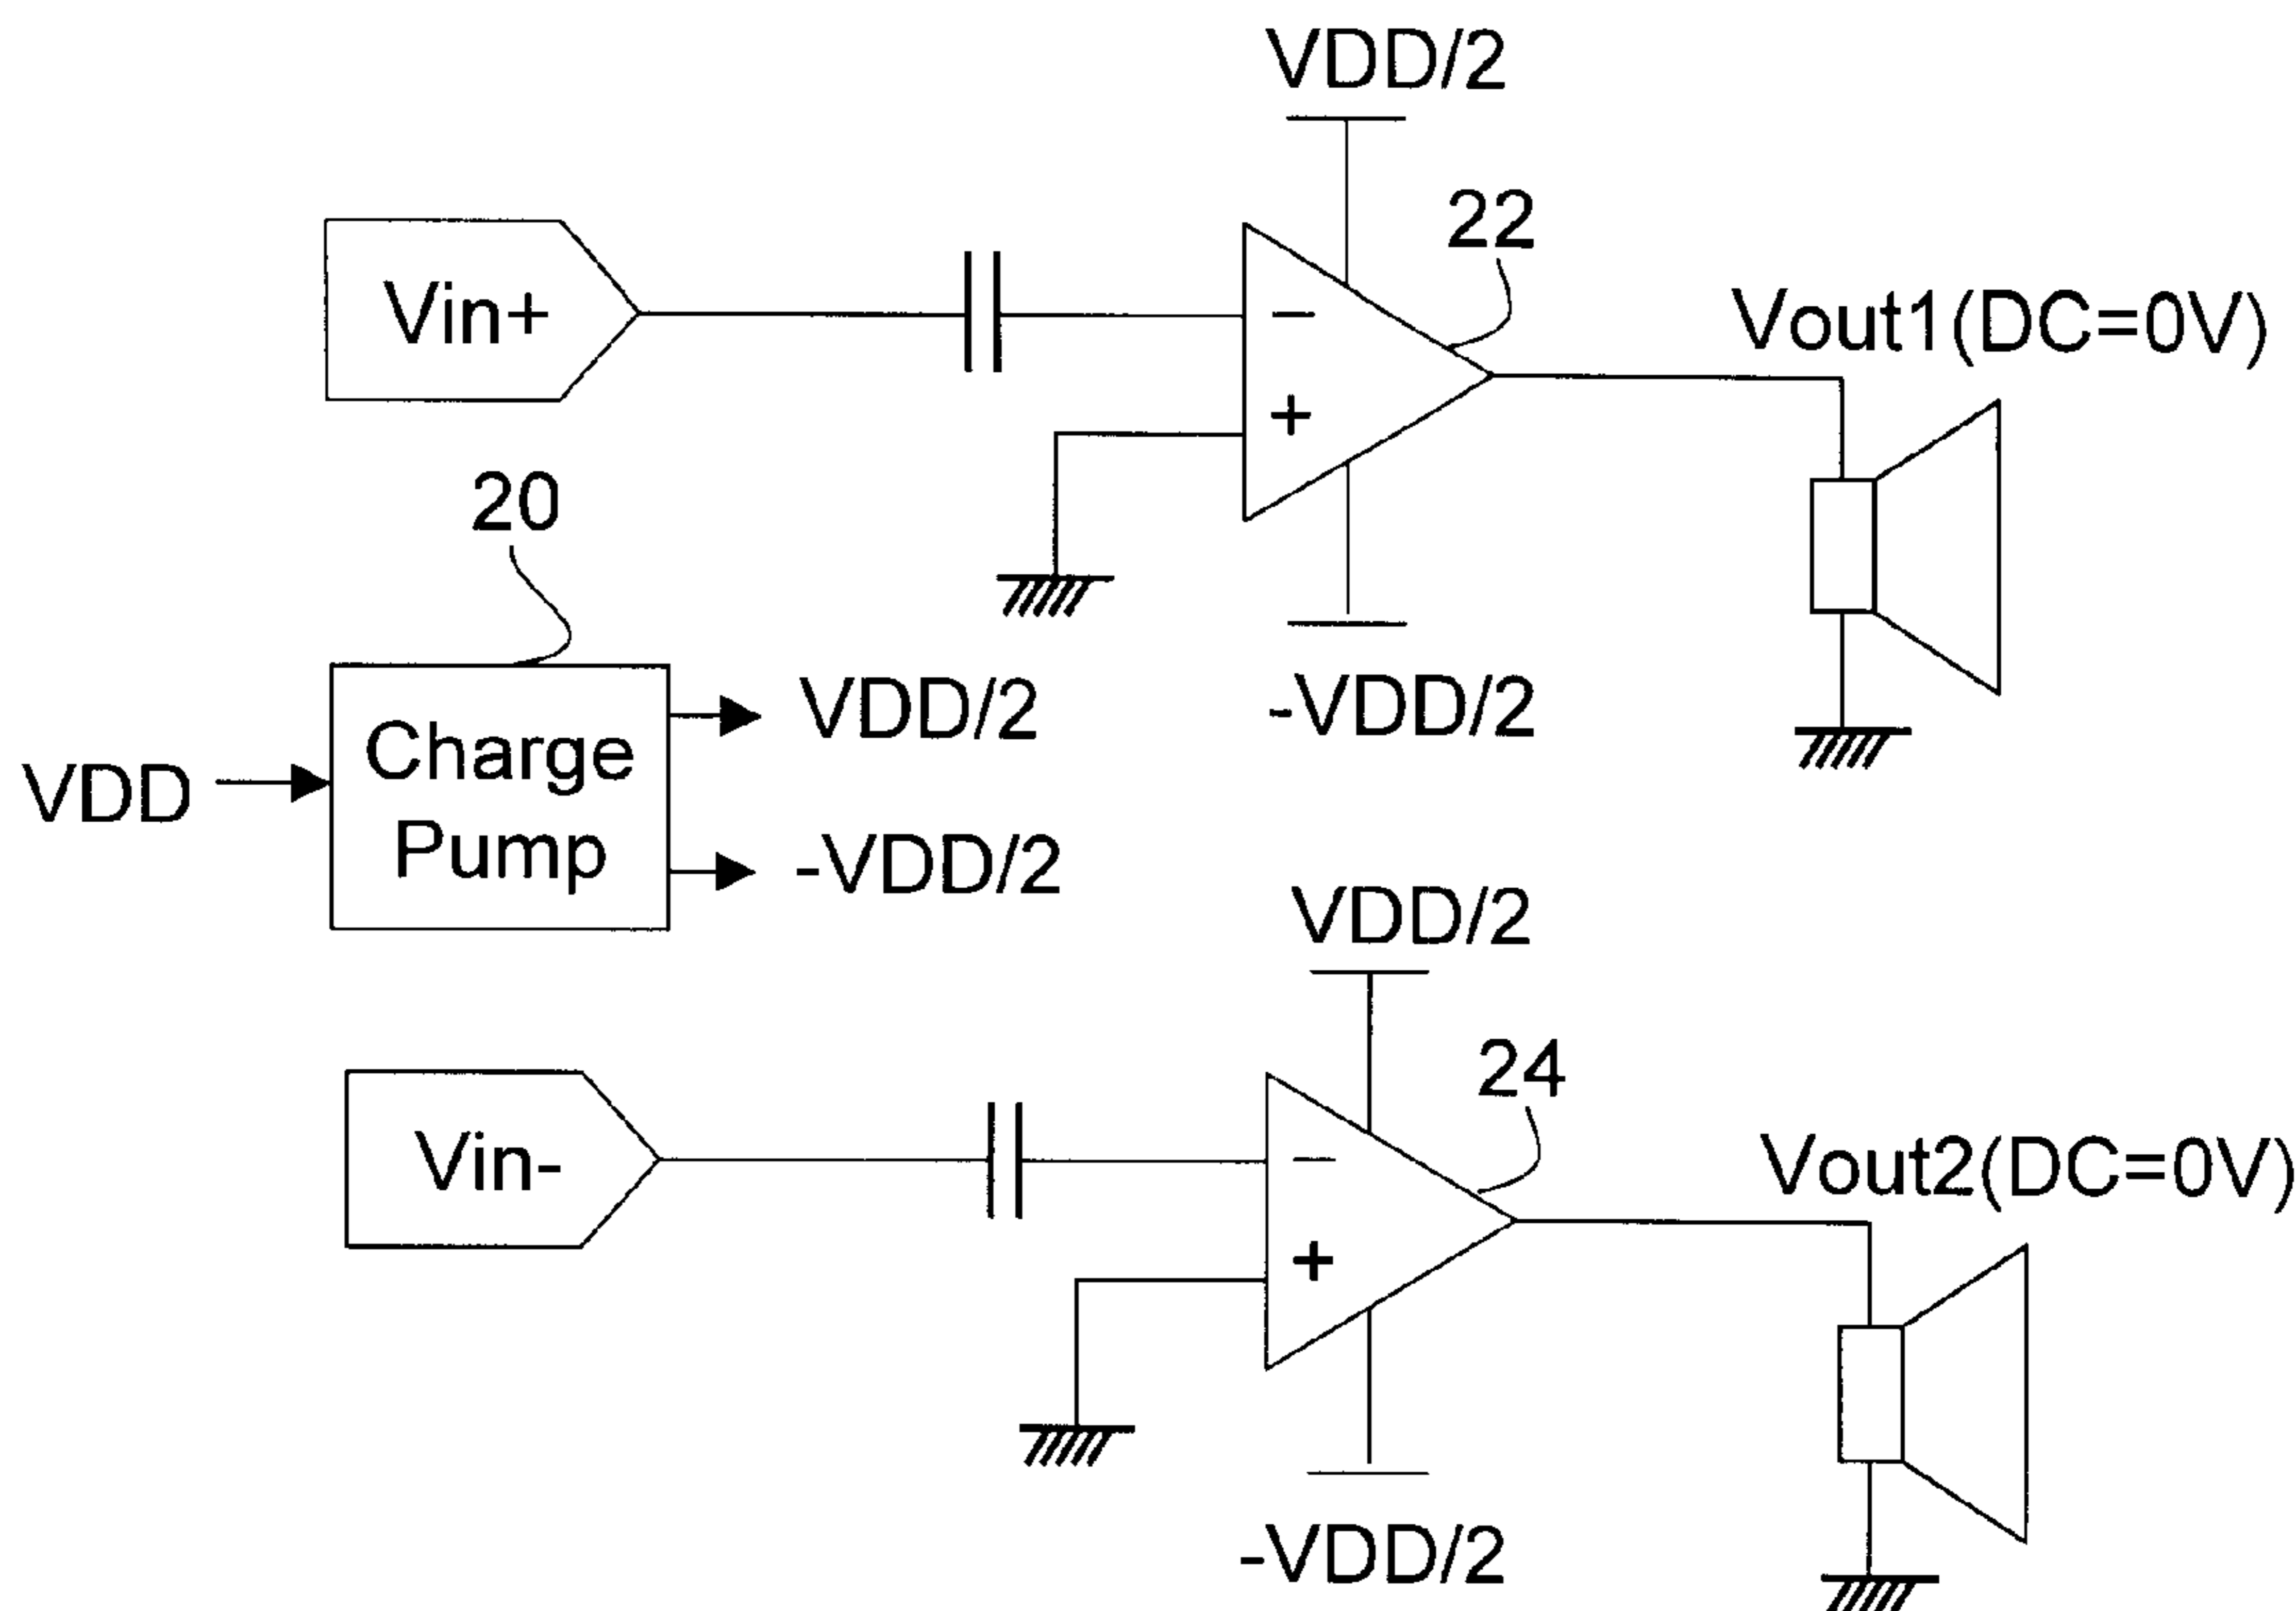 VDD/2
22
Vin+
−
Vout1(DC=0V)
+
20
-VDD/2
VDD
Charge
Pump
VDD/2
-VDD/2
VDD/2
24
Vin-
−
Vout2(DC=0V)
+
-VDD/2